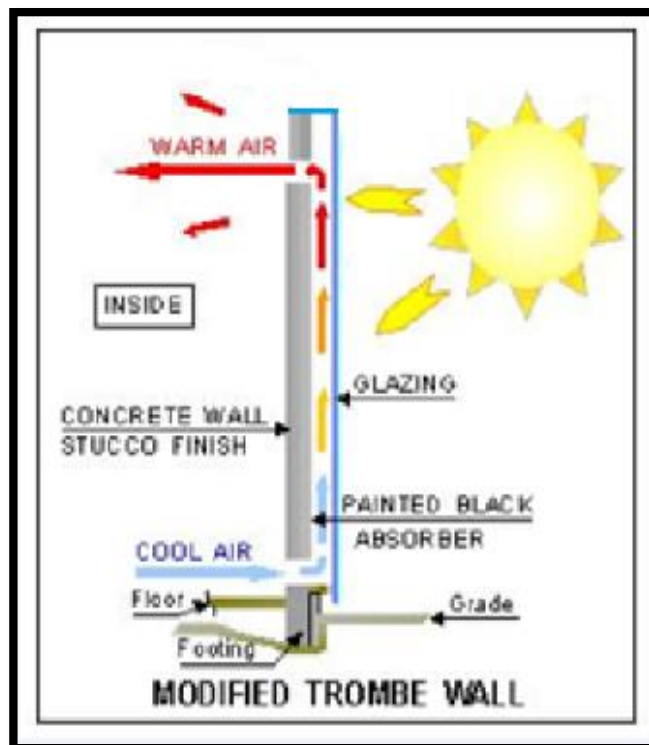 WARM AIR
INSIDE
GLAZING
CONCRETE WALL
STUCCO FINISH
PAINTED BLACK
ABSORBER
COOL AIR
Floor
Grade
Footing
MODIFIED TROMBE WALL